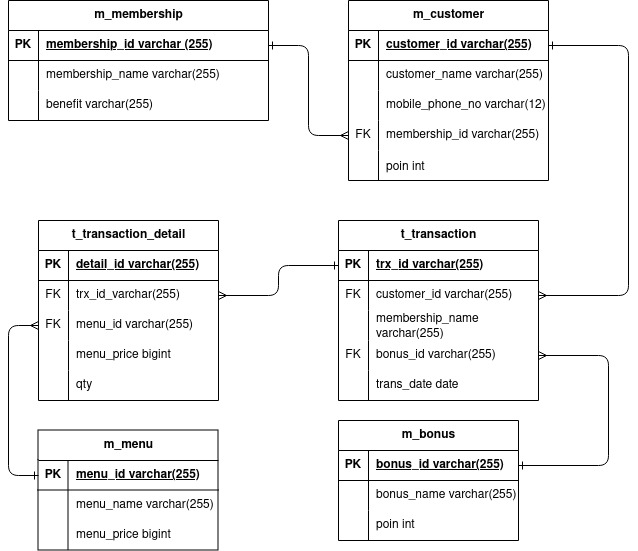 m_membership
PK membership_id varchar (255)
membership_name varchar(255)
benefit varchar(255)
m_customer
PK customer_id varchar(255)
customer_name varchar(255)
mobile_phone_no varchar(12)
FK membership_id varchar(255)
poin int
t_transaction_detail
PK detail_id varchar(255)
FK trx_id_varchar(255)
FK menu_id varchar(255)
menu_price bigint
qty
t_transaction
PK trx_id varchar(255)
FK customer_id varchar(255)
membership_name
varchar(255)
FK bonus_id varchar(255)
trans_date date
m_menu
PK menu_id varchar(255)
menu_name varchar(255)
menu_price bigint
m_bonus
PK bonus_id varchar(255)
bonus_name varchar(255)
poin int